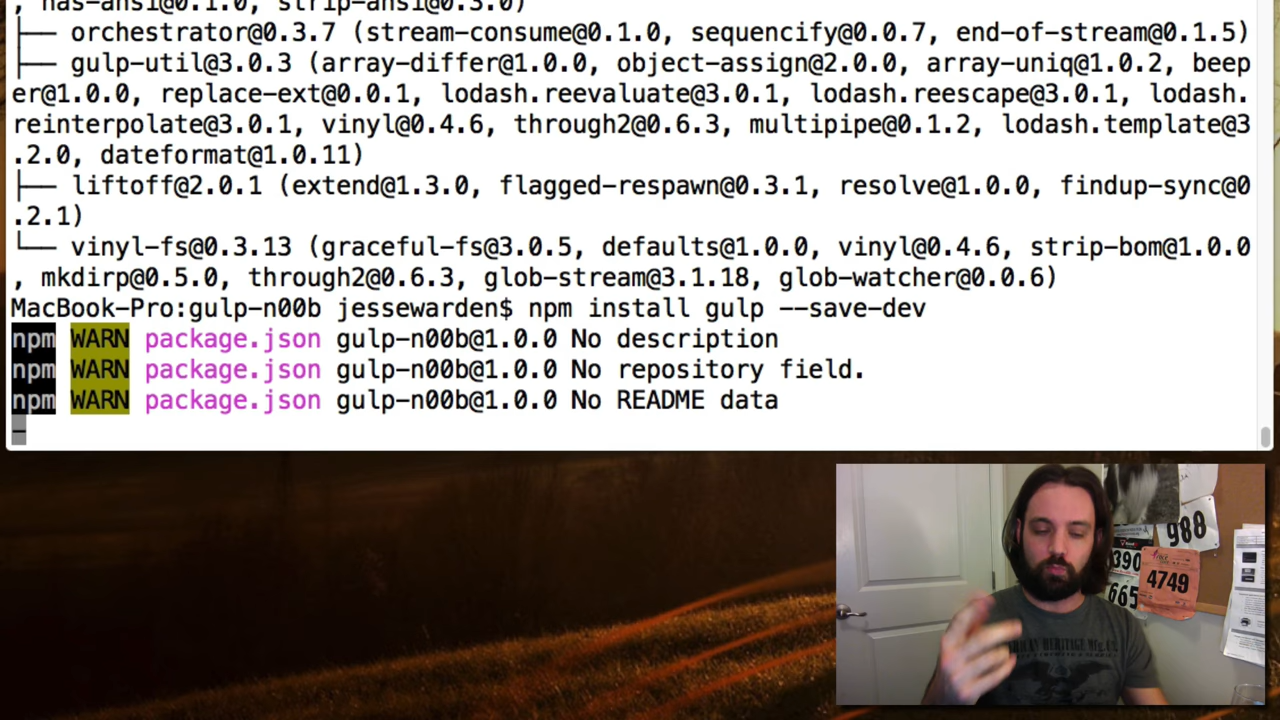 , has-ansi@0.1.0, strip-ansi@0.3.0)
├── orchestrator@0.3.7 (stream-consume@0.1.0, sequencify@0.0.7, end-of-stream@0.1.5)
├── gulp-util@3.0.3 (array-differ@1.0.0, object-assign@2.0.0, array-uniq@1.0.2, beep
er@1.0.0, replace-ext@0.0.1, lodash.reevaluate@3.0.1, lodash.reescape@3.0.1, lodash.
reinterpolate@3.0.1, vinyl@0.4.6, through2@0.6.3, multipipe@0.1.2, lodash.template@3
.2.0, dateformat@1.0.11)
├── liftoff@2.0.1 (extend@1.3.0, flagged-respawn@0.3.1, resolve@1.0.0, findup-sync@0
.2.1)
└── vinyl-fs@0.3.13 (graceful-fs@3.0.5, defaults@1.0.0, vinyl@0.4.6, strip-bom@1.0.0
, mkdirp@0.5.0, through2@0.6.3, glob-stream@3.1.18, glob-watcher@0.0.6)
MacBook-Pro:gulp-n00b jessewarden$ npm install gulp --save-dev
npm WARN package.json gulp-n00b@1.0.0 No description
npm WARN package.json gulp-n00b@1.0.0 No repository field.
npm WARN package.json gulp-n00b@1.0.0 No README data
988
390
4749
665